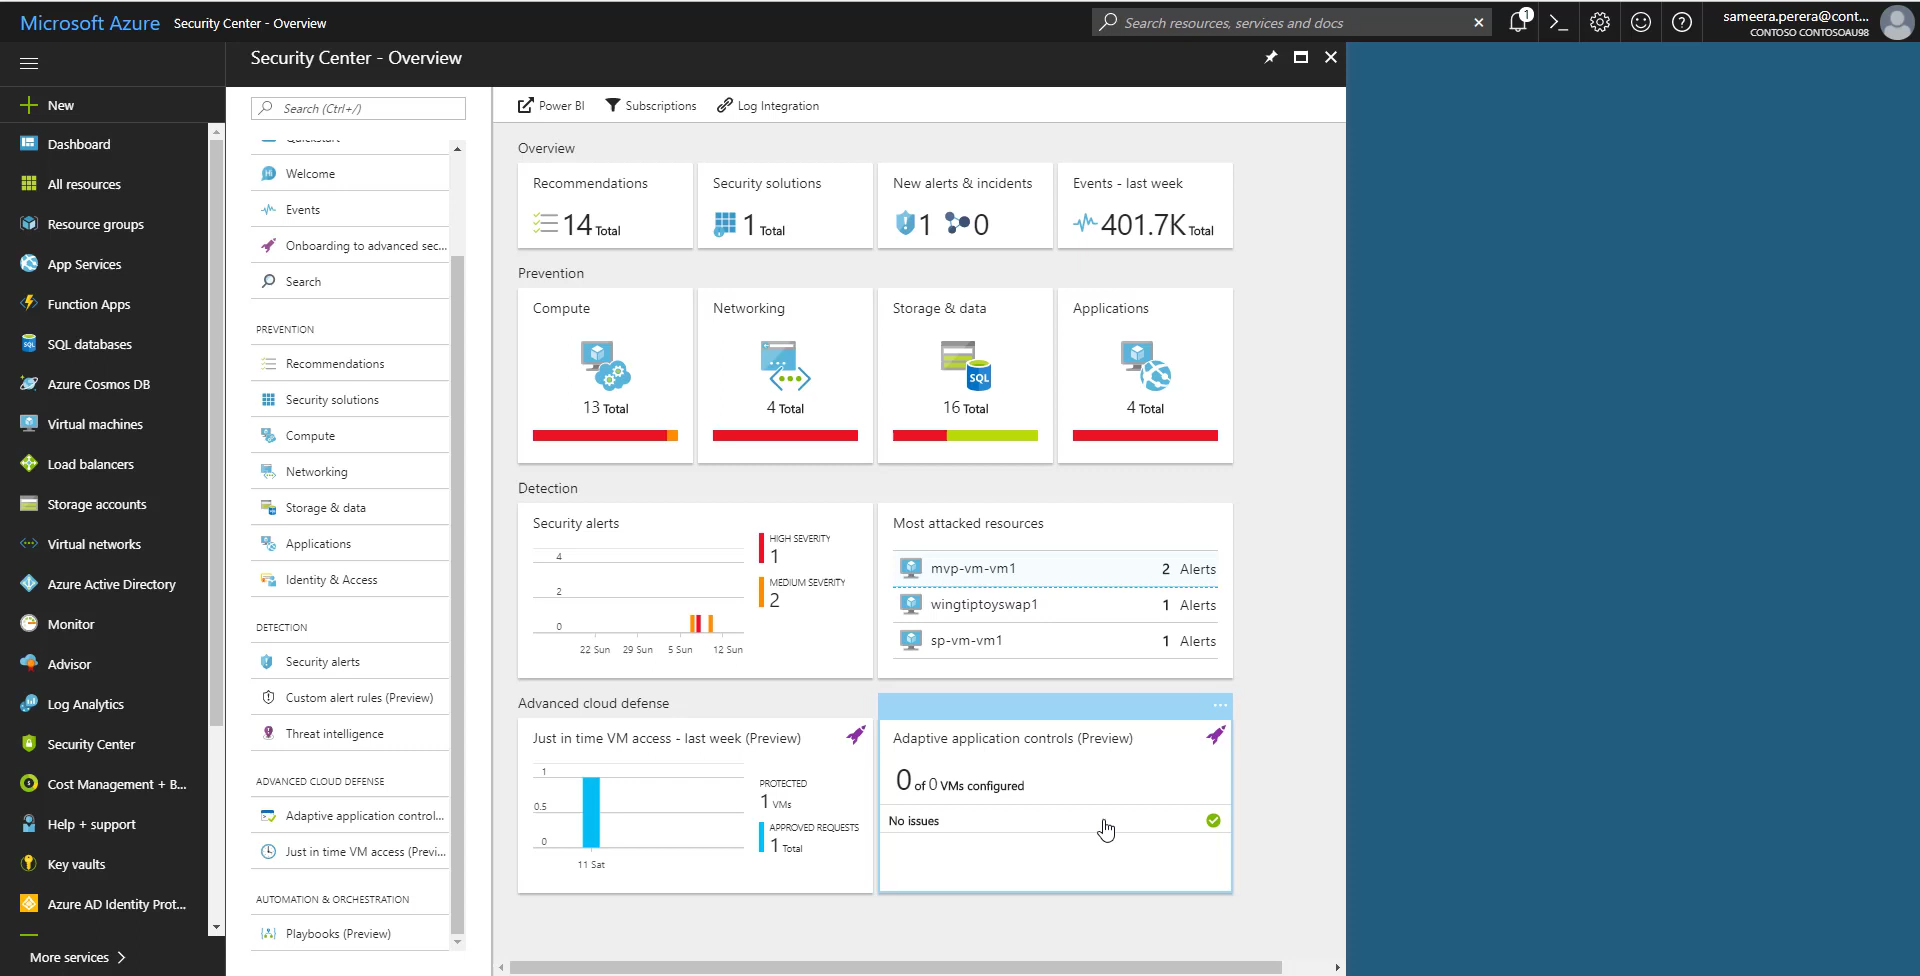 Microsoft Azure
Security Center - Overview
Search resources, services and docs
1
sameera.perera@cont...
CONTOSO CONTOSOAU98
New
Dashboard
All resources
Resource groups
App Services
Function Apps
SQL databases
Azure Cosmos DB
Virtual machines
Load balancers
Storage accounts
Virtual networks
Azure Active Directory
Monitor
Advisor
Log Analytics
Security Center
Cost Management + B...
Help + support
Key vaults
Azure AD Identity Prot...
More services
Security Center - Overview
Search (Ctrl+/)
Quickstart
Welcome
Events
Onboarding to advanced sec...
Search
PREVENTION
Recommendations
Security solutions
Compute
Networking
Storage & data
Applications
Identity & Access
DETECTION
Security alerts
Custom alert rules (Preview)
Threat intelligence
ADVANCED CLOUD DEFENSE
Adaptive application control...
Just in time VM access (Previ...
AUTOMATION & ORCHESTRATION
Playbooks (Preview)
Power BI
Subscriptions
Log Integration
Overview
Recommendations
14 Total
Security solutions
1 Total
New alerts & incidents
1 0
Events - last week
401.7K Total
Prevention
Compute
13 Total
Networking
4 Total
Storage & data
SQL
16 Total
Applications
4 Total
Detection
Security alerts
4
2
0
22 Sun 29 Sun 5 Sun 12 Sun
HIGH SEVERITY
1
MEDIUM SEVERITY
2
Most attacked resources
mvp-vm-vm1 2 Alerts
wingtiptoyswap1 1 Alerts
sp-vm-vm1 1 Alerts
Advanced cloud defense
Just in time VM access - last week (Preview)
1
0.5
0
11 Sat
PROTECTED
1 VMs
APPROVED REQUESTS
1 Total
...
Adaptive application controls (Preview)
0 of 0 VMs configured
No issues